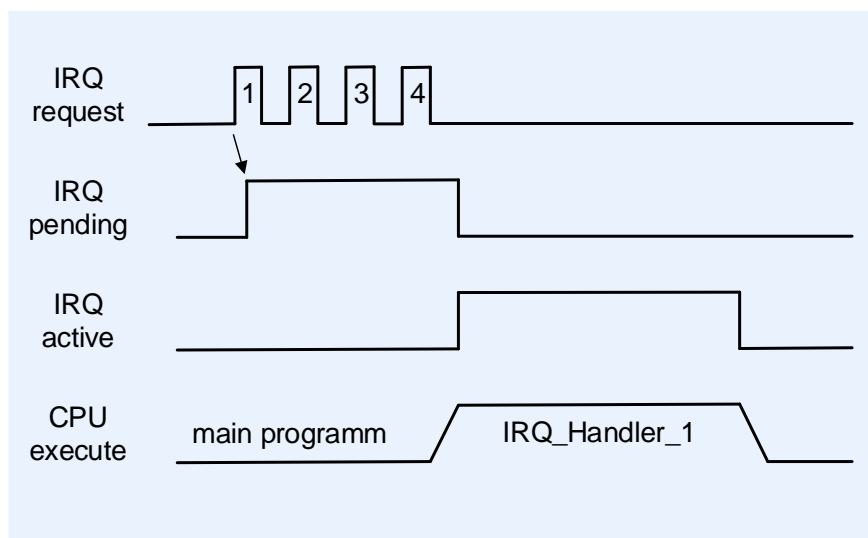 IRQ
request
1 2 3 4
IRQ
pending
IRQ
active
CPU
execute
main programm
IRQ_Handler_1